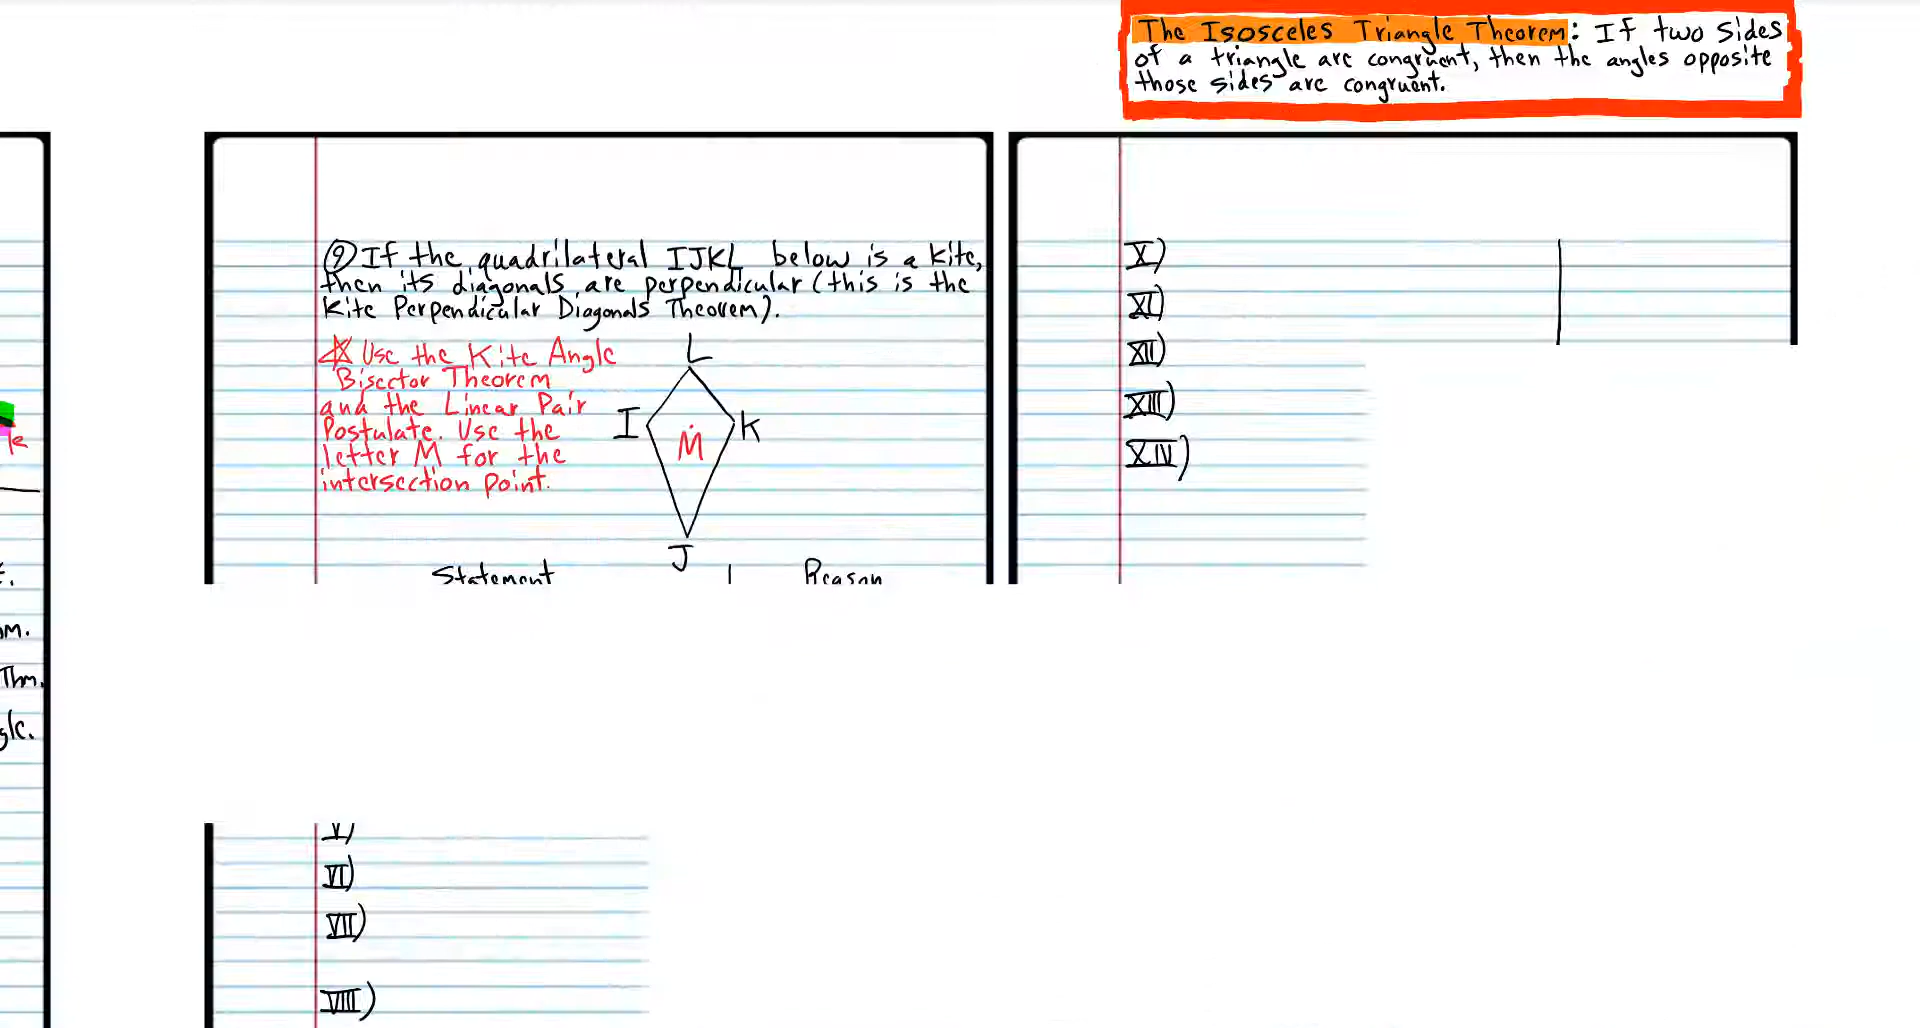 The Isosceles Triangle Theorem: If two sides
of a triangle are congruent, then the angles opposite
those sides are congruent.
⑨ If the quadrilateral IJKL below is a kite,
then its diagonals are perpendicular (this is the
Kite Perpendicular Diagonals Theorem).
☆ Use the Kite Angle
Bisector Theorem
and the Linear Pair
Postulate. Use the
letter M for the
intersection point.
L
I
K
M
J
Statement
Reason
V)
VI)
VII)
VIII)
X)
XI)
XII)
XIII)
XIV)
Thm.